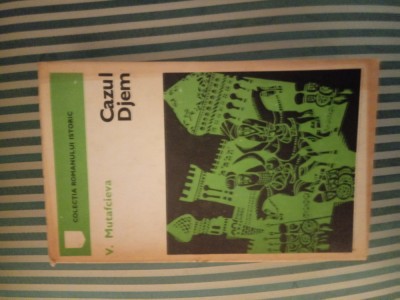 COLECȚIA ROMANULUI ISTORIC
V. Mutafcieva
Cazul
Djem